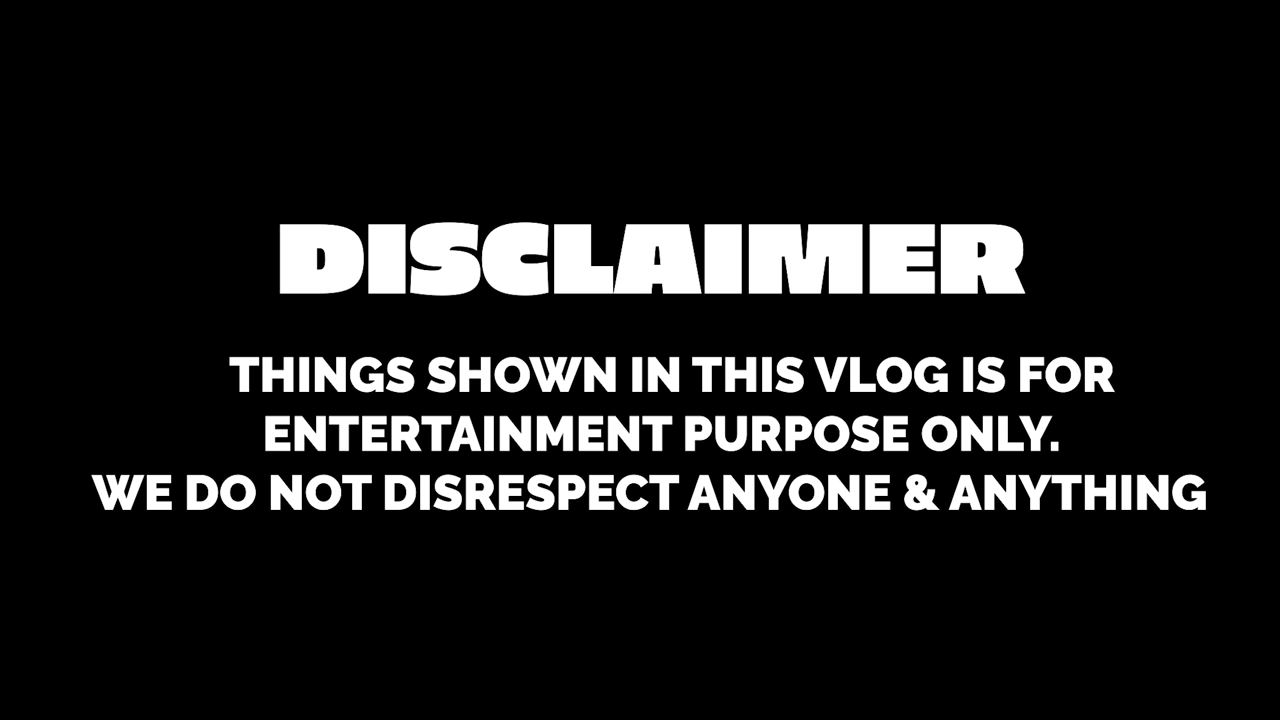 DISCLAIMER
THINGS SHOWN IN THIS VLOG IS FOR
ENTERTAINMENT PURPOSE ONLY.
WE DO NOT DISRESPECT ANYONE & ANYTHING